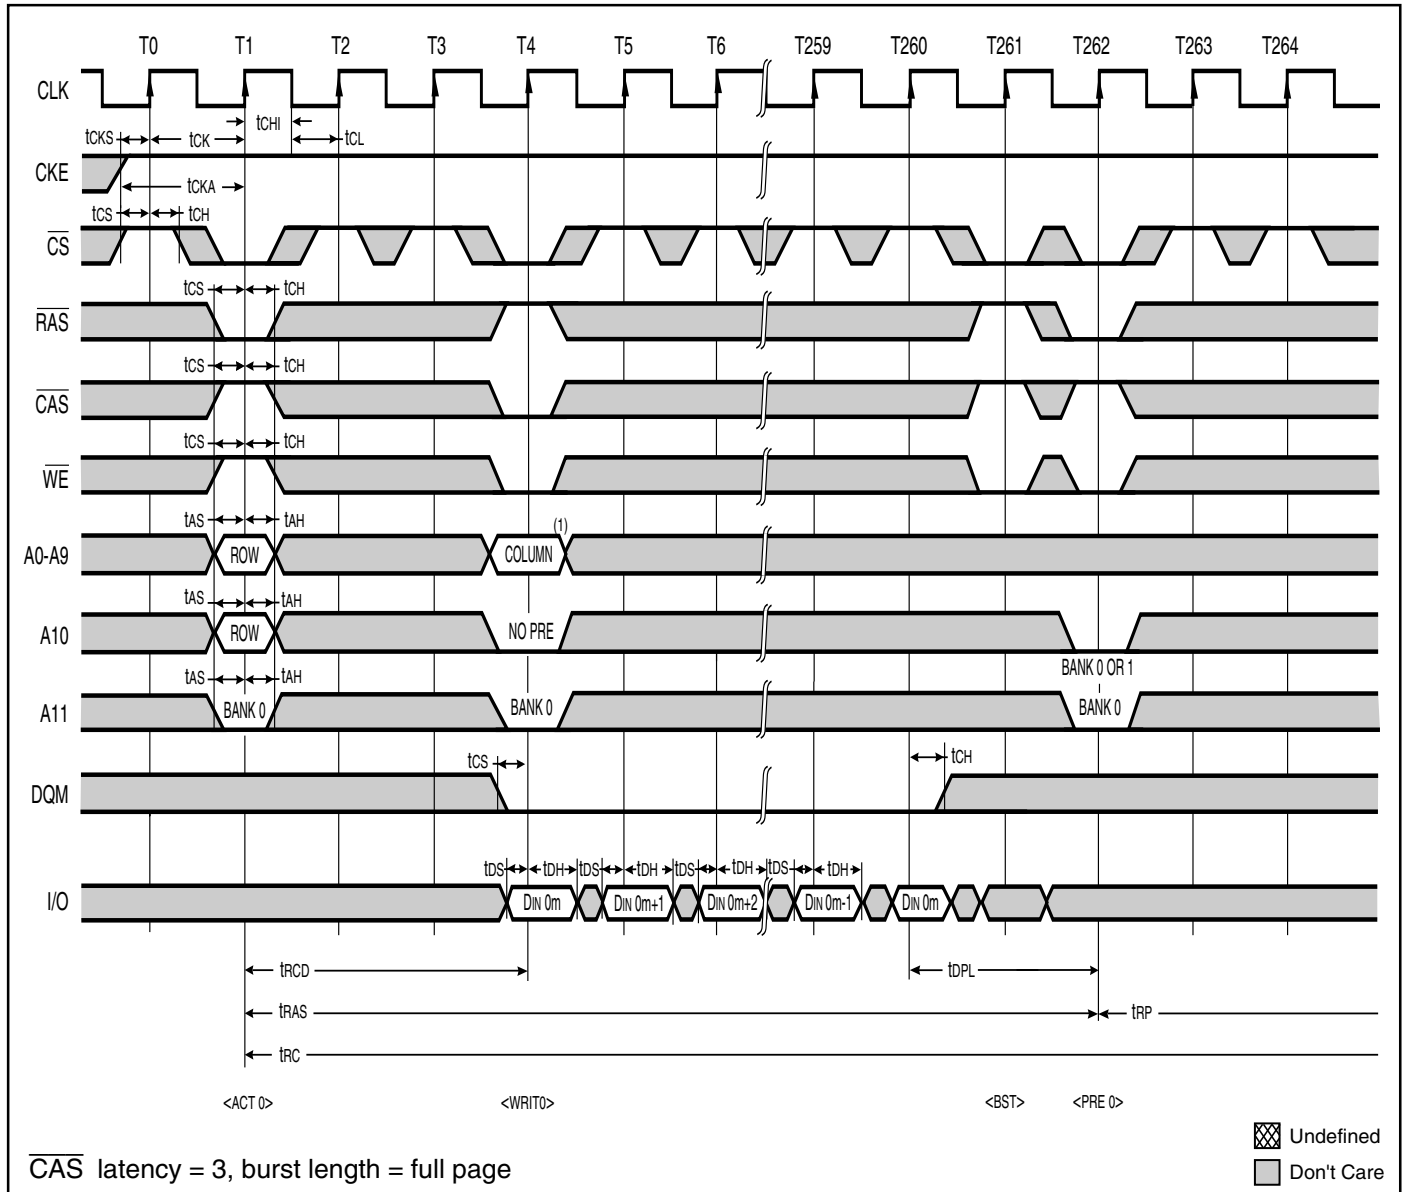 T0 T1 T2 T3 T4 T5 T6 T259 T260 T261 T262 T263 T264
CLK
tCHI
tCKS tCK tCL
CKE
tCKA
tCS tCH
CS
tCS tCH
RAS
tCS tCH
CAS
tCS tCH
WE
tAS tAH (1)
A0-A9 ROW COLUMN
tAS tAH
A10 ROW NO PRE
BANK 0 OR 1
tAS tAH
A11 BANK 0 BANK 0 BANK 0
tCS tCH
DQM
tDS tDH tDS tDH tDS tDH tDS tDH
I/O DIN 0m DIN 0m+1 DIN 0m+2 DIN 0m-1 DIN 0m
tRCD tDPL
tRAS tRP
tRC
<ACT 0> <WRIT0> <BST> <PRE 0>
Undefined
CAS latency = 3, burst length = full page
Don't Care